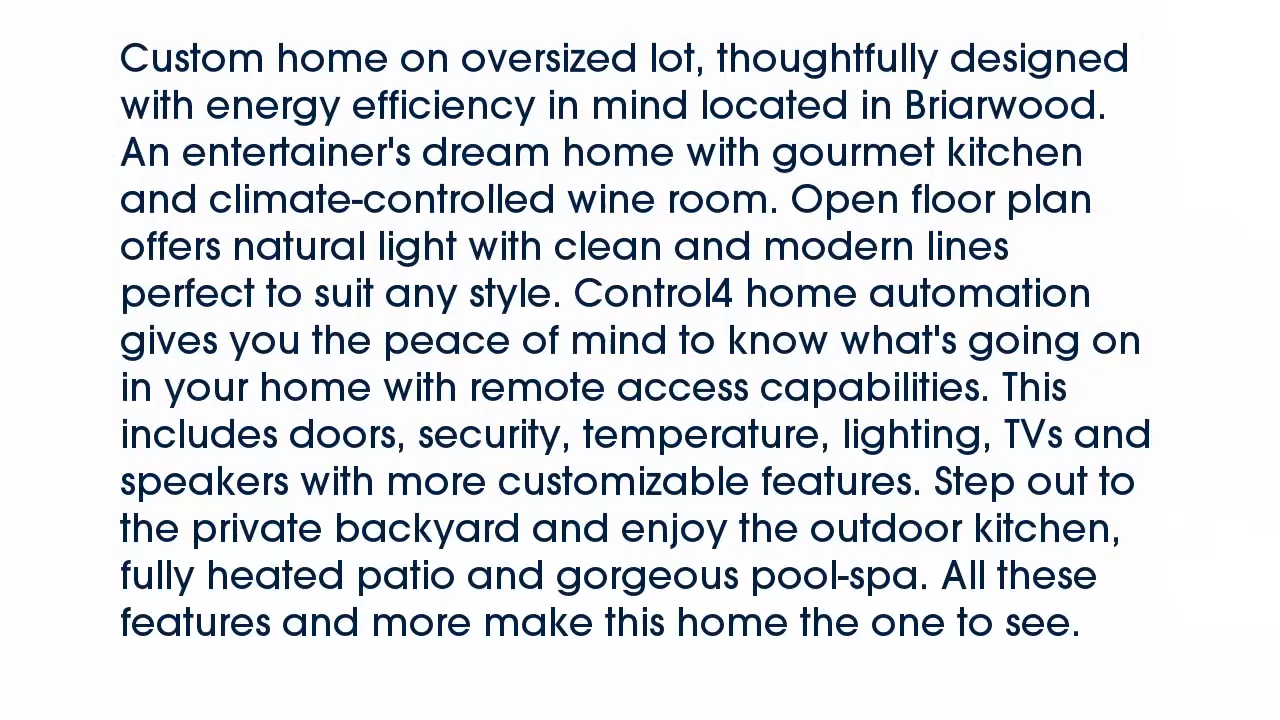 Custom home on oversized lot, thoughtfully designed
with energy efficiency in mind located in Briarwood.
An entertainer's dream home with gourmet kitchen
and climate-controlled wine room. Open floor plan
offers natural light with clean and modern lines
perfect to suit any style. Control4 home automation
gives you the peace of mind to know what's going on
in your home with remote access capabilities. This
includes doors, security, temperature, lighting, TVs and
speakers with more customizable features. Step out to
the private backyard and enjoy the outdoor kitchen,
fully heated patio and gorgeous pool-spa. All these
features and more make this home the one to see.